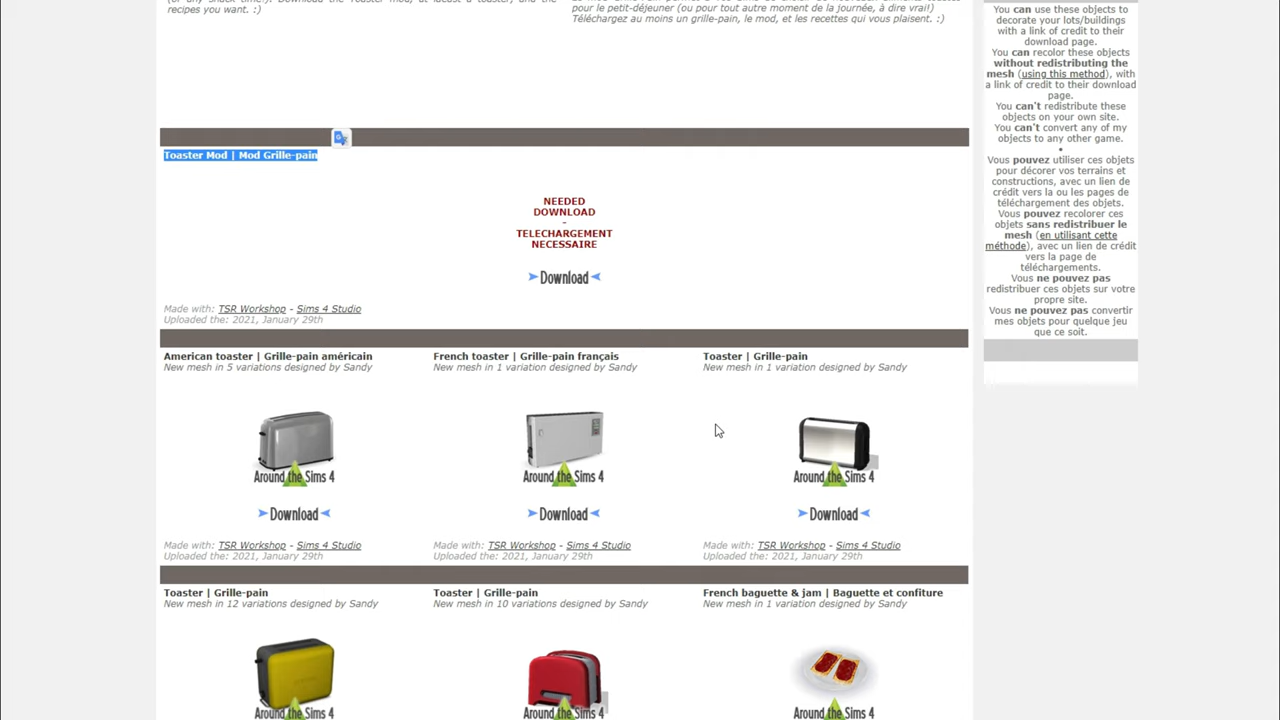 (or any snack time!). Download the Toaster mod, at least a toaster, and the
recipes you want. :)
pour le petit-déjeuner (ou pour tout autre moment de la journée, à dire vrai!)
Téléchargez au moins un grille-pain, le mod, et les recettes qui vous plaisent. :)
Toaster Mod | Mod Grille-pain
NEEDED
DOWNLOAD
-
TELECHARGEMENT
NECESSAIRE
Download
Made with: TSR Workshop - Sims 4 Studio
Uploaded the: 2021, January 29th
American toaster | Grille-pain américain
New mesh in 5 variations designed by Sandy
Around the Sims 4
Download
Made with: TSR Workshop - Sims 4 Studio
Uploaded the: 2021, January 29th
French toaster | Grille-pain français
New mesh in 1 variation designed by Sandy
Around the Sims 4
Download
Made with: TSR Workshop - Sims 4 Studio
Uploaded the: 2021, January 29th
Toaster | Grille-pain
New mesh in 1 variation designed by Sandy
Around the Sims 4
Download
Made with: TSR Workshop - Sims 4 Studio
Uploaded the: 2021, January 29th
Toaster | Grille-pain
New mesh in 12 variations designed by Sandy
Around the Sims 4
Toaster | Grille-pain
New mesh in 10 variations designed by Sandy
Around the Sims 4
French baguette & jam | Baguette et confiture
New mesh in 1 variation designed by Sandy
Around the Sims 4
You can use these objects to
decorate your lots/buildings
with a link of credit to their
download page.
You can recolor these objects
without redistributing the
mesh (using this method), with
a link of credit to their download
page.
You can't redistribute these
objects on your own site.
You can't convert any of my
objects to any other game.
•
Vous pouvez utiliser ces objets
pour décorer vos terrains et
constructions, avec un lien de
crédit vers la ou les pages de
téléchargement des objets.
Vous pouvez recolorer ces
objets sans redistribuer le
mesh (en utilisant cette
méthode), avec un lien de crédit
vers la page de
téléchargements.
Vous ne pouvez pas
redistribuer ces objets sur votre
propre site.
Vous ne pouvez pas convertir
mes objets pour quelque jeu
que ce soit.